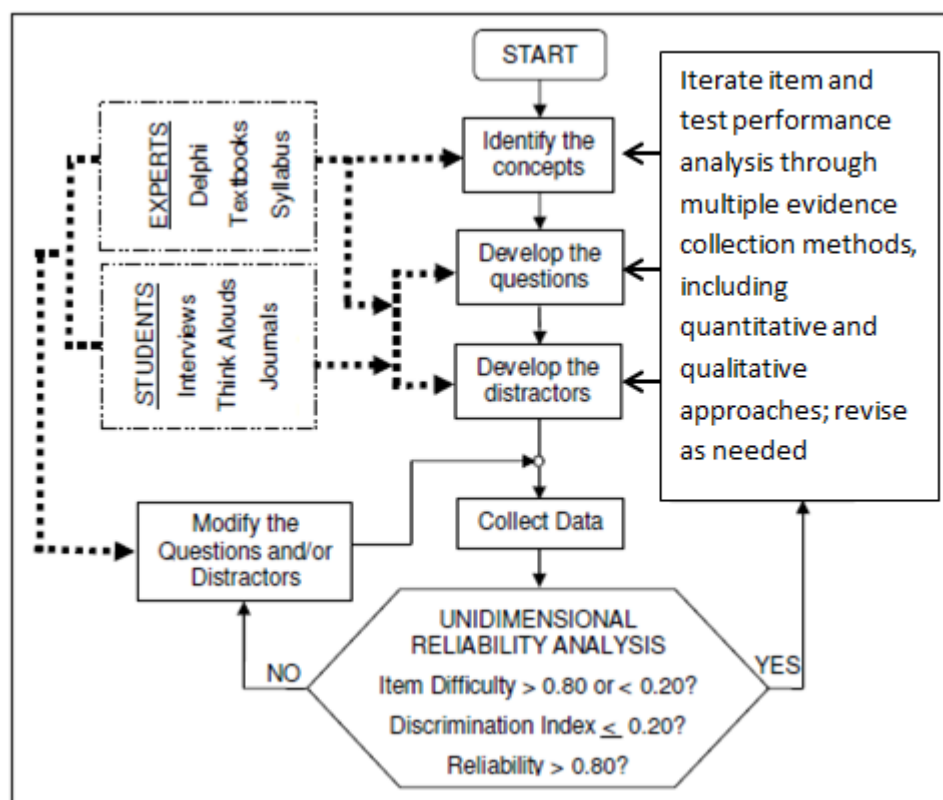 START
Identify the
concepts
Develop the
questions
Develop the
distractors
Collect Data
UNIDIMENSIONAL
RELIABILITY ANALYSIS
Item Difficulty > 0.80 or < 0.20?
Discrimination Index ≤ 0.20?
Reliability > 0.80?
NO
YES
Modify the
Questions and/or
Distractors
EXPERTS
Delphi
Textbooks
Syllabus
STUDENTS
Interviews
Think Alouds
Journals
Iterate item and
test performance
analysis through
multiple evidence
collection methods,
including
quantitative and
qualitative
approaches; revise
as needed